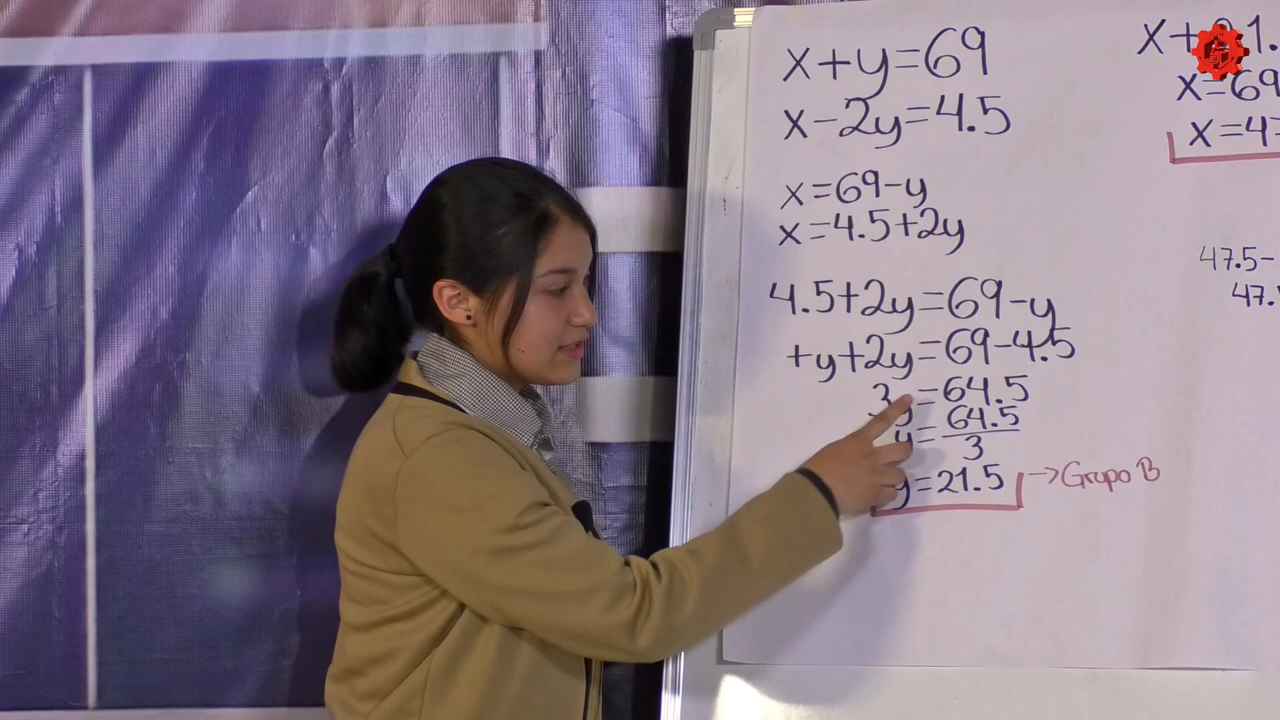 x+y=69
x-2y=4.5
x=69-y
x=4.5+2y
4.5+2y=69-y
+y+2y=69-4.5
3y=64.5
y=64.5/3
y=21.5 → Grupo B
x=69
x=4
47.5-
47.